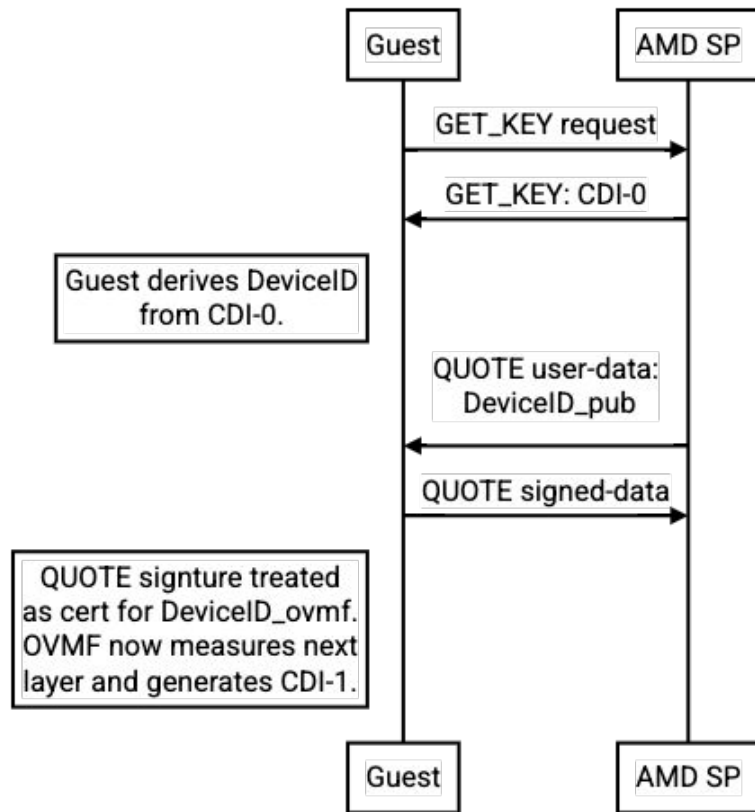 Guest
AMD SP
GET_KEY request
GET_KEY: CDI-0
Guest derives DeviceID
from CDI-0.
QUOTE user-data:
DeviceID_pub
QUOTE signed-data
QUOTE signture treated
as cert for DeviceID_ovmf.
OVMF now measures next
layer and generates CDI-1.
Guest
AMD SP